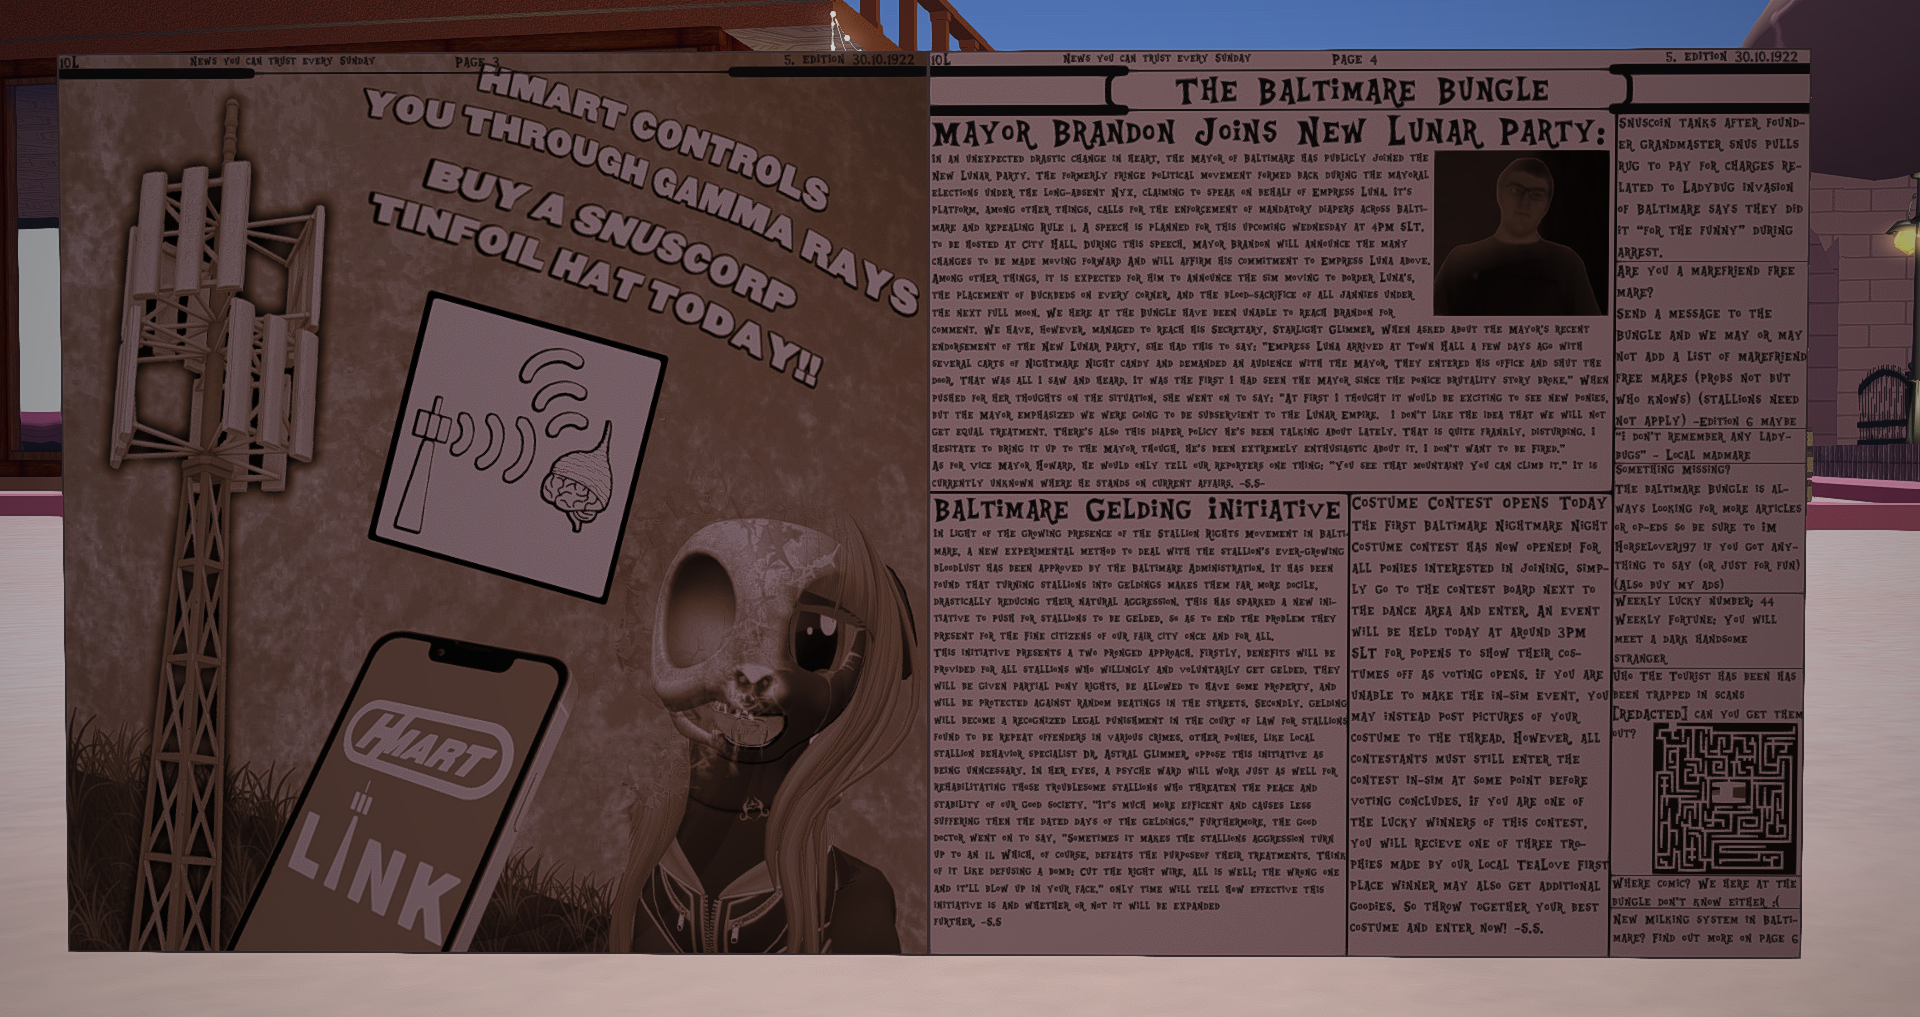 10L NEWS YOU CAN TRUST EVERY SUNDAY PAGE 3 5. EDITION 30.10.1922
HMART CONTROLS
YOU THROUGH GAMMA RAYS
BUY A SNUSCORP
TINFOIL HAT TODAY!!
HMART
LINK
10L NEWS YOU CAN TRUST EVERY SUNDAY PAGE 4 5. EDITION 30.10.1922
THE BALTIMARE BUNGLE
MAYOR BRANDON JOINS NEW LUNAR PARTY:
IN AN UNEXPECTED DRASTIC CHANGE IN HEART, THE MAYOR OF BALTIMARE HAS PUBLICLY JOINED THE
NEW LUNAR PARTY. THE FORMERLY FRINGE POLITICAL MOVEMENT FORMED BACK DURING THE MAYORAL
ELECTIONS UNDER THE LONG-ABSENT NYX, CLAIMING TO SPEAK ON BEHALF OF EMPRESS LUNA. IT'S
PLATFORM, AMONG OTHER THINGS, CALLS FOR THE ENFORCEMENT OF MANDATORY DIAPERS ACROSS BALTI-
MARE AND REPEALING RULE 1. A SPEECH IS PLANNED FOR THIS UPCOMING WEDNESDAY AT 4PM SLT,
TO BE HOSTED AT CITY HALL. DURING THIS SPEECH, MAYOR BRANDON WILL ANNOUNCE THE MANY
CHANGES TO BE MADE MOVING FORWARD AND WILL AFFIRM HIS COMMITMENT TO EMPRESS LUNA ABOVE.
AMONG OTHER THINGS, IT IS EXPECTED FOR HIM TO ANNOUNCE THE SIM MOVING TO BORDER LUNA'S,
THE PLACEMENT OF BUCKBEDS ON EVERY CORNER, AND THE BLOOD-SACRIFICE OF ALL JANNIES UNDER
THE NEXT FULL MOON. WE HERE AT THE BUNGLE HAVE BEEN UNABLE TO REACH BRANDON FOR
COMMENT. WE HAVE, HOWEVER, MANAGED TO REACH HIS SECRETARY, STARLIGHT GLIMMER. WHEN ASKED ABOUT THE MAYOR'S RECENT
ENDORSEMENT OF THE NEW LUNAR PARTY, SHE HAD THIS TO SAY: "EMPRESS LUNA ARRIVED AT TOWN HALL A FEW DAYS AGO WITH
SEVERAL CARTS OF NIGHTMARE NIGHT CANDY AND DEMANDED AN AUDIENCE WITH THE MAYOR. THEY ENTERED HIS OFFICE AND SHUT THE
DOOR, THAT WAS ALL I SAW AND HEARD. IT WAS THE FIRST I HAD SEEN THE MAYOR SINCE THE PONICE BRUTALITY STORY BROKE." WHEN
PUSHED FOR HER THOUGHTS ON THE SITUATION, SHE WENT ON TO SAY: "AT FIRST I THOUGHT IT WOULD BE EXCITING TO SEE NEW PONIES,
BUT THE MAYOR EMPHASIZED WE WERE GOING TO BE SUBSERVIENT TO THE LUNAR EMPIRE. I DON'T LIKE THE IDEA THAT WE WILL NOT
GET EQUAL TREATMENT. THERE'S ALSO THIS DIAPER POLICY HE'S BEEN TALKING ABOUT LATELY. THAT IS QUITE FRANKLY, DISTURBING. I
HESITATE TO BRING IT UP TO THE MAYOR THOUGH, HE'S BEEN EXTREMELY ENTHUSIASTIC ABOUT IT. I DON'T WANT TO BE FIRED."
AS FOR VICE MAYOR HOWARD, HE WOULD ONLY TELL OUR REPORTERS ONE THING: "YOU SEE THAT MOUNTAIN? YOU CAN CLIMB IT." IT IS
CURRENTLY UNKNOWN WHERE HE STANDS ON CURRENT AFFAIRS. -S.S-
BALTIMARE GELDING INITIATIVE
IN LIGHT OF THE GROWING PRESENCE OF THE STALLION RIGHTS MOVEMENT IN BALTI-
MARE, A NEW EXPERIMENTAL METHOD TO DEAL WITH THE STALLION'S EVER-GROWING
BLOODLUST HAS BEEN APPROVED BY THE BALTIMARE ADMINISTRATION. IT HAS BEEN
FOUND THAT TURNING STALLIONS INTO GELDINGS MAKES THEM FAR MORE DOCILE,
DRASTICALLY REDUCING THEIR NATURAL AGGRESSION. THIS HAS SPARKED A NEW INI-
TIATIVE TO PUSH FOR STALLIONS TO BE GELDED, SO AS TO END THE PROBLEM THEY
PRESENT FOR THE FINE CITIZENS OF OUR FAIR CITY ONCE AND FOR ALL.
THIS INITIATIVE PRESENTS A TWO PRONGED APPROACH. FIRSTLY, BENEFITS WILL BE
PROVIDED FOR ALL STALLIONS WHO WILLINGLY AND VOLUNTARILY GET GELDED. THEY
WILL BE GIVEN PARTIAL PONY RIGHTS, BE ALLOWED TO HAVE SOME PROPERTY, AND
WILL BE PROTECTED AGAINST RANDOM BEATINGS IN THE STREETS. SECONDLY, GELDING
WILL BECOME A RECOGNIZED LEGAL PUNISHMENT IN THE COURT OF LAW FOR STALLIONS
FOUND TO BE REPEAT OFFENDERS IN VARIOUS CRIMES. OTHER PONIES, LIKE LOCAL
STALLION BEHAVIOR SPECIALIST DR. ASTRAL GLIMMER, OPPOSE THIS INITIATIVE AS
BEING UNNCESSARY. IN HER EYES, A PSYCHE WARD WILL WORK JUST AS WELL FOR
REHABILITATING THOSE TROUBLESOME STALLIONS WHO THREATEN THE PEACE AND
STABILITY OF OUR GOOD SOCIETY. "IT'S MUCH MORE EFFICENT AND CAUSES LESS
SUFFERING THEN THE DATED DAYS OF THE GELDINGS." FURTHERMORE, THE GOOD
DOCTOR WENT ON TO SAY, "SOMETIMES IT MAKES THE STALLIONS AGGRESSION TURN
UP TO AN 11. WHICH, OF COURSE, DEFEATS THE PURPOSEOF THEIR TREATMENTS. THINK
OF IT LIKE DEFUSING A BOMB: CUT THE RIGHT WIRE, ALL IS WELL; THE WRONG ONE
AND IT'LL BLOW UP IN YOUR FACE." ONLY TIME WILL TELL HOW EFFECTIVE THIS
INITIATIVE IS AND WHETHER OR NOT IT WILL BE EXPANDED
FURTHER. -S.S
COSTUME CONTEST OPENS TODAY
THE FIRST BALTIMARE NIGHTMARE NIGHT
COSTUME CONTEST HAS NOW OPENED! FOR
ALL PONIES INTERESTED IN JOINING, SIMP-
LY GO TO THE CONTEST BOARD NEXT TO
THE DANCE AREA AND ENTER. AN EVENT
WILL BE HELD TODAY AT AROUND 3PM
SLT FOR POPENS TO SHOW THEIR COS-
TUMES OFF AS VOTING OPENS. IF YOU ARE
UNABLE TO MAKE THE IN-SIM EVENT, YOU
MAY INSTEAD POST PICTURES OF YOUR
COSTUME TO THE THREAD. HOWEVER, ALL
CONTESTANTS MUST STILL ENTER THE
CONTEST IN-SIM AT SOME POINT BEFORE
VOTING CONCLUDES. IF YOU ARE ONE OF
THE LUCKY WINNERS OF THIS CONTEST,
YOU WILL RECIEVE ONE OF THREE TRO-
PHIES MADE BY OUR LOCAL TEALOVE FIRST
PLACE WINNER MAY ALSO GET ADDITIONAL
GOODIES. SO THROW TOGETHER YOUR BEST
COSTUME AND ENTER NOW! -S.S.
SNUSCOIN TANKS AFTER FOUND-
ER GRANDMASTER SNUS PULLS
RUG TO PAY FOR CHARGES RE-
LATED TO LADYBUG INVASION
OF BALTIMARE SAYS THEY DID
IT "FOR THE FUNNY" DURING
ARREST.
ARE YOU A MAREFRIEND FREE
MARE?
SEND A MESSAGE TO THE
BUNGLE AND WE MAY OR MAY
NOT ADD A LIST OF MAREFRIEND
FREE MARES (PROBS NOT BUT
WHO KNOWS) (STALLIONS NEED
NOT APPLY) -EDITION 6 MAYBE
"I DON'T REMEMBER ANY LADY-
BUGS" - LOCAL MADMARE
SOMETHING MISSING?
THE BALTIMARE BUNGLE IS AL-
WAYS LOOKING FOR MORE ARTICLES
OR OP-EDS SO BE SURE TO IM
HORSELOVER197 IF YOU GOT ANY-
THING TO SAY (OR JUST FOR FUN)
(ALSO BUY MY ADS)
WEEKLY LUCKY NUMBER; 44
WEEKLY FORTUNE; YOU WILL
MEET A DARK HANDSOME
STRANGER
UHO THE TOURIST HAS BEEN HAS
BEEN TRAPPED IN SCANS
[REDACTED] CAN YOU GET THEM
OUT?
WHERE COMIC? WE HERE AT THE
BUNGLE DON'T KNOW EITHER ;(
NEW MILKING SYSTEM IN BALTI-
MARE? FIND OUT MORE ON PAGE 6